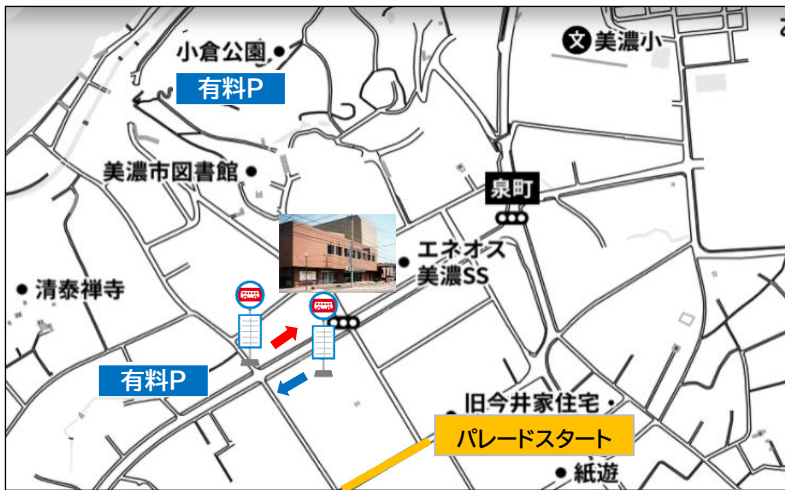 小倉公園
有料P
文
美濃小
美濃市図書館
泉町
エネオス
美濃SS
清泰禅寺
有料P
旧今井家住宅・
パレードスタート
紙遊